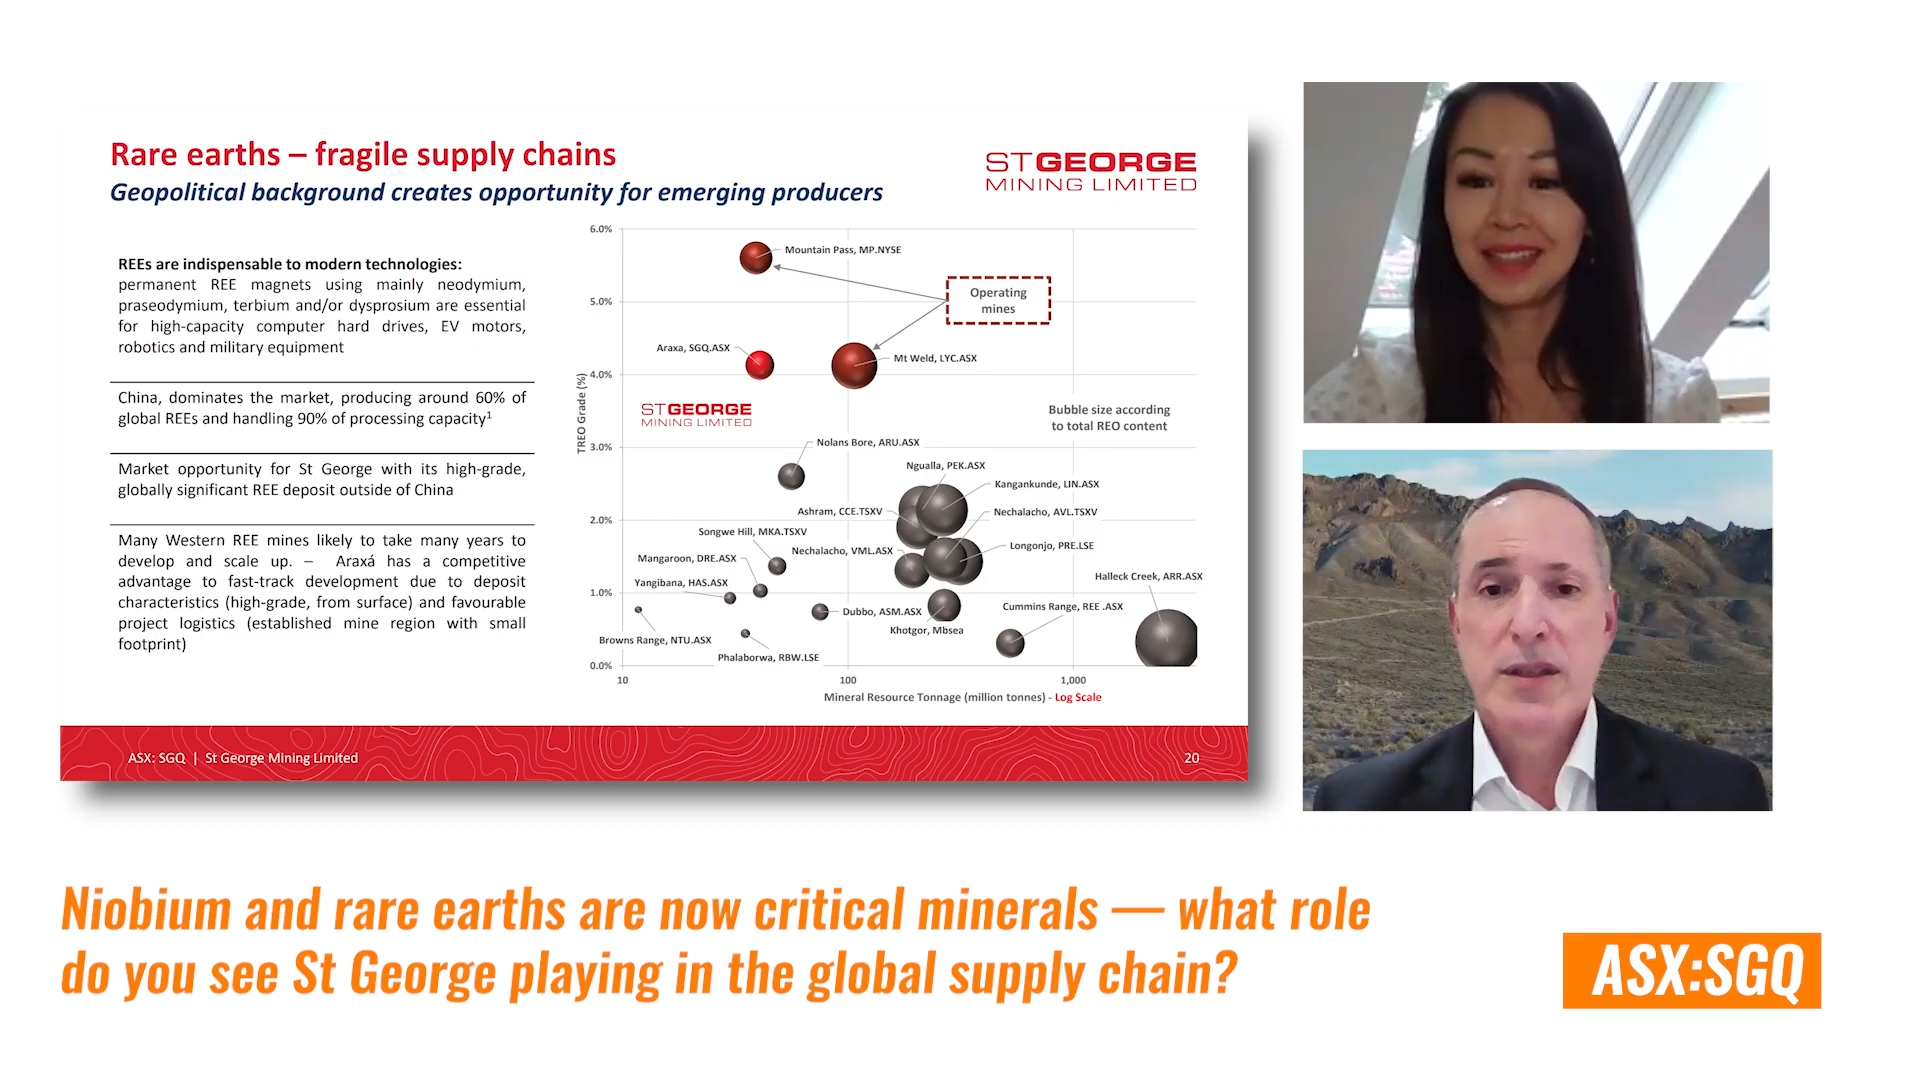 Rare earths – fragile supply chains
Geopolitical background creates opportunity for emerging producers
STGEORGE
MINING LIMITED
REEs are indispensable to modern technologies:
permanent REE magnets using mainly neodymium,
praseodymium, terbium and/or dysprosium are essential
for high-capacity computer hard drives, EV motors,
robotics and military equipment
China, dominates the market, producing around 60% of
global REEs and handling 90% of processing capacity¹
Market opportunity for St George with its high-grade,
globally significant REE deposit outside of China
Many Western REE mines likely to take many years to
develop and scale up. – Araxá has a competitive
advantage to fast-track development due to deposit
characteristics (high-grade, from surface) and favourable
project logistics (established mine region with small
footprint)
6.0%
5.0%
4.0%
3.0%
2.0%
1.0%
0.0%
TREO Grade (%)
Mountain Pass, MP.NYSE
Operating
mines
Araxa, SGQ.ASX
Mt Weld, LYC.ASX
STGEORGE
MINING LIMITED
Bubble size according
to total REO content
Nolans Bore, ARU.ASX
Ngualla, PEK.ASX
Kangankunde, LIN.ASX
Ashram, CCE.TSXV
Nechalacho, AVL.TSXV
Songwe Hill, MKA.TSXV
Nechalacho, VML.ASX
Longonjo, PRE.LSE
Mangaroon, DRE.ASX
Yangibana, HAS.ASX
Halleck Creek, ARR.ASX
Dubbo, ASM.ASX
Cummins Range, REE .ASX
Khotgor, Mbsea
Browns Range, NTU.ASX
Phalaborwa, RBW.LSE
10
100
1,000
Mineral Resource Tonnage (million tonnes) - Log Scale
ASX: SGQ | St George Mining Limited
20
Niobium and rare earths are now critical minerals — what role
do you see St George playing in the global supply chain?
ASX:SGQ